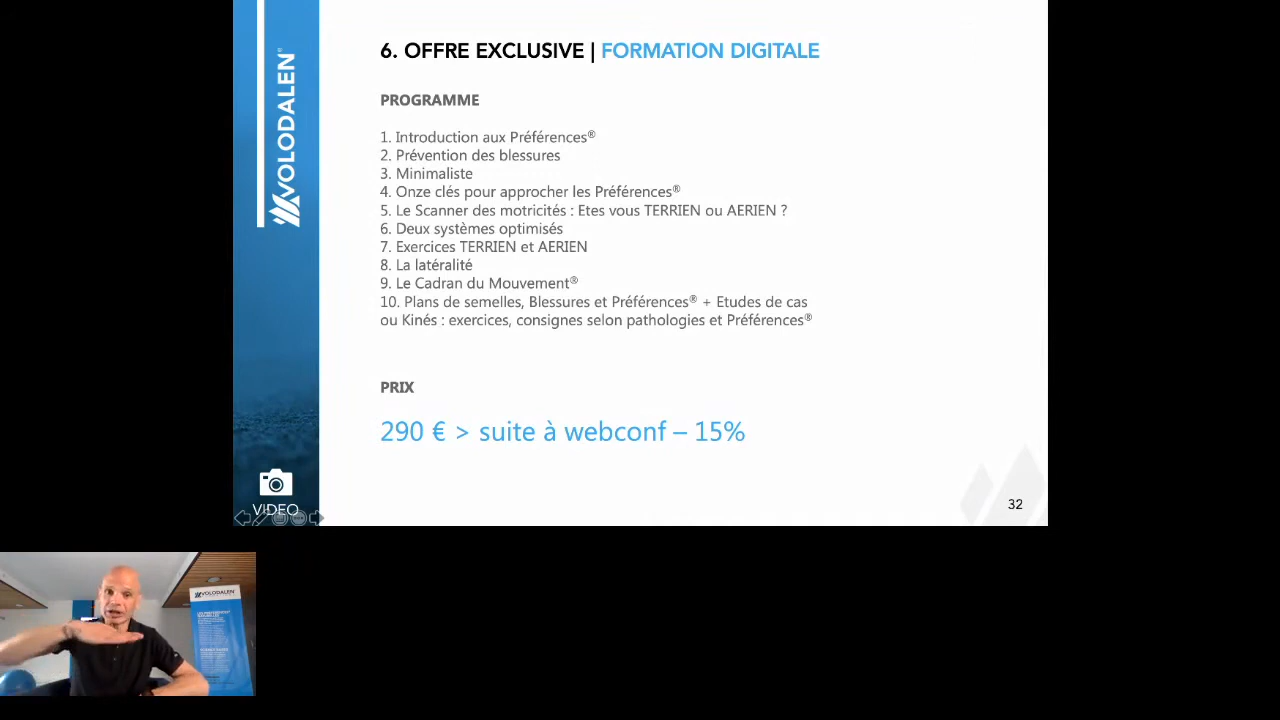 6. OFFRE EXCLUSIVE | FORMATION DIGITALE
PROGRAMME
1. Introduction aux Préférences®
2. Prévention des blessures
3. Minimaliste
4. Onze clés pour approcher les Préférences®
5. Le Scanner des motricités : Etes vous TERRIEN ou AERIEN ?
6. Deux systèmes optimisés
7. Exercices TERRIEN et AERIEN
8. La latéralité
9. Le Cadran du Mouvement®
10. Plans de semelles, Blessures et Préférences® + Etudes de cas
ou Kinés : exercices, consignes selon pathologies et Préférences®
PRIX
290 € > suite à webconf – 15%
32
VOLODALEN®
VIDEO
VOLODALEN